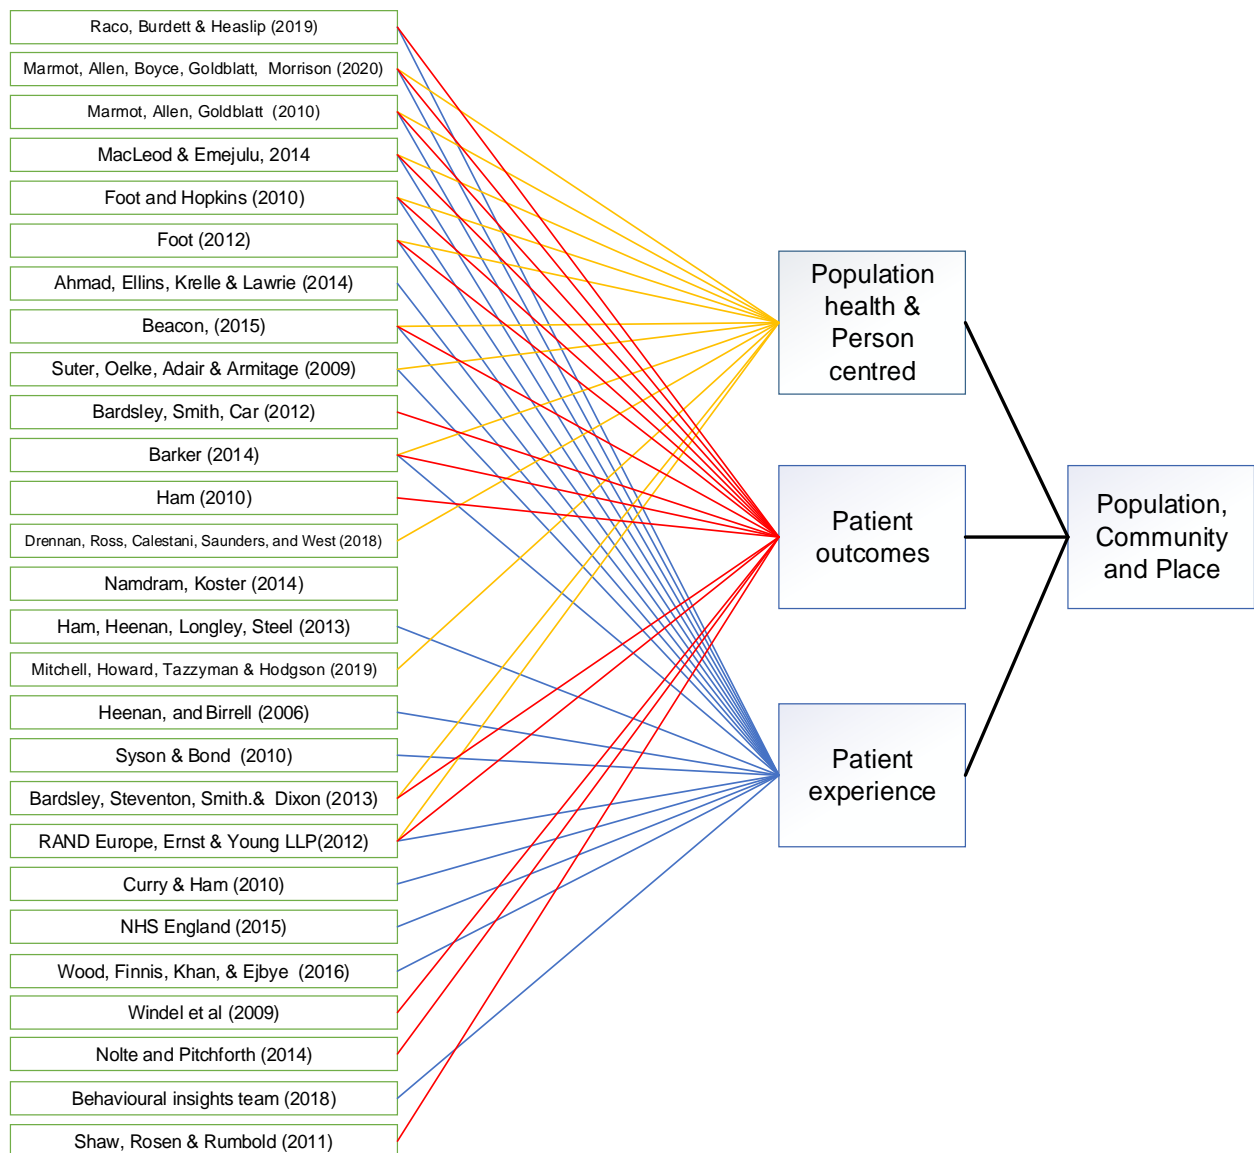 Raco, Burdett & Heaslip (2019)
Marmot, Allen, Boyce, Goldblatt, Morrison (2020)
Marmot, Allen, Goldblatt (2010)
MacLeod & Emejulu, 2014
Foot and Hopkins (2010)
Foot (2012)
Ahmad, Ellins, Krelle & Lawrie (2014)
Beacon, (2015)
Suter, Oelke, Adair & Armitage (2009)
Bardsley, Smith, Car (2012)
Barker (2014)
Ham (2010)
Drennan, Ross, Calestani, Saunders, and West (2018)
Namdram, Koster (2014)
Ham, Heenan, Longley, Steel (2013)
Mitchell, Howard, Tazzyman & Hodgson (2019)
Heenan, and Birrell (2006)
Syson & Bond (2010)
Bardsley, Steventon, Smith.& Dixon (2013)
RAND Europe, Ernst & Young LLP(2012)
Curry & Ham (2010)
NHS England (2015)
Wood, Finnis, Khan, & Ejbye (2016)
Windel et al (2009)
Nolte and Pitchforth (2014)
Behavioural insights team (2018)
Shaw, Rosen & Rumbold (2011)
Population
health &
Person
centred
Patient
outcomes
Patient
experience
Population,
Community
and Place